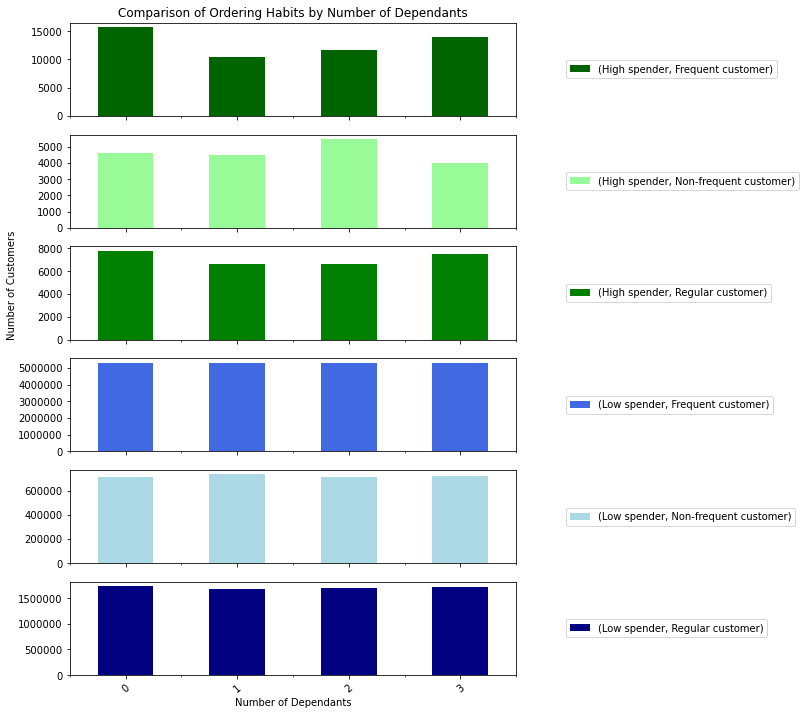 Comparison of Ordering Habits by Number of Dependants
15000
10000
5000
0
(High spender, Frequent customer)
5000
4000
3000
2000
1000
0
(High spender, Non-frequent customer)
8000
6000
4000
2000
0
(High spender, Regular customer)
Number of Customers
5000000
4000000
3000000
2000000
1000000
0
(Low spender, Frequent customer)
600000
400000
200000
0
(Low spender, Non-frequent customer)
1500000
1000000
500000
0
(Low spender, Regular customer)
0 1 2 3
Number of Dependants